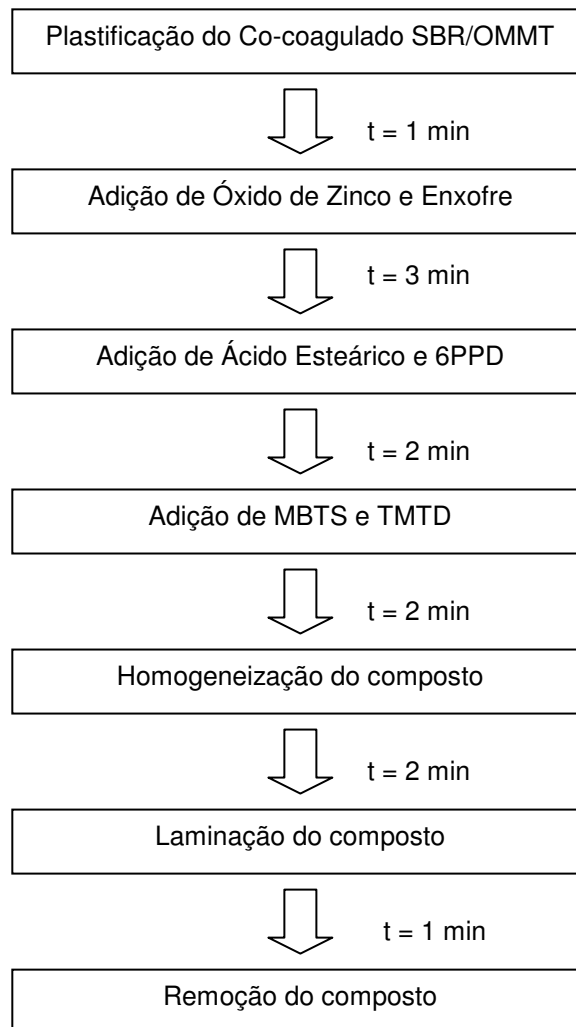 Plastificação do Co-coagulado SBR/OMMT
t = 1 min
Adição de Óxido de Zinco e Enxofre
t = 3 min
Adição de Ácido Esteárico e 6PPD
t = 2 min
Adição de MBTS e TMTD
t = 2 min
Homogeneização do composto
t = 2 min
Laminação do composto
t = 1 min
Remoção do composto